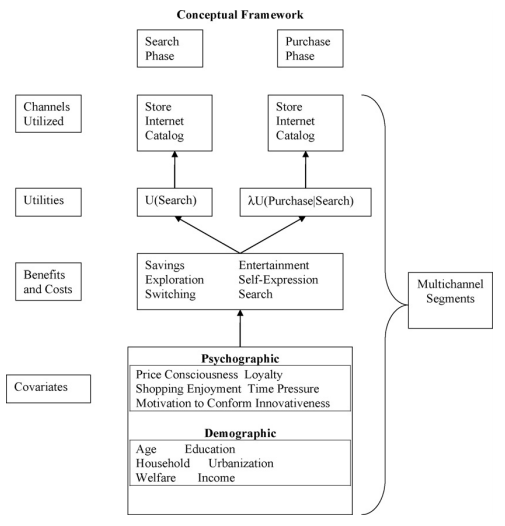 Conceptual Framework
Search
Phase
Purchase
Phase
Channels
Utilized
Store
Internet
Catalog
Store
Internet
Catalog
Utilities
U(Search)
λU(Purchase|Search)
Benefits
and Costs
Savings Entertainment
Exploration Self-Expression
Switching Search
Multichannel
Segments
Covariates
Psychographic
Price Consciousness Loyalty
Shopping Enjoyment Time Pressure
Motivation to Conform Innovativeness
Demographic
Age Education
Household Urbanization
Welfare Income